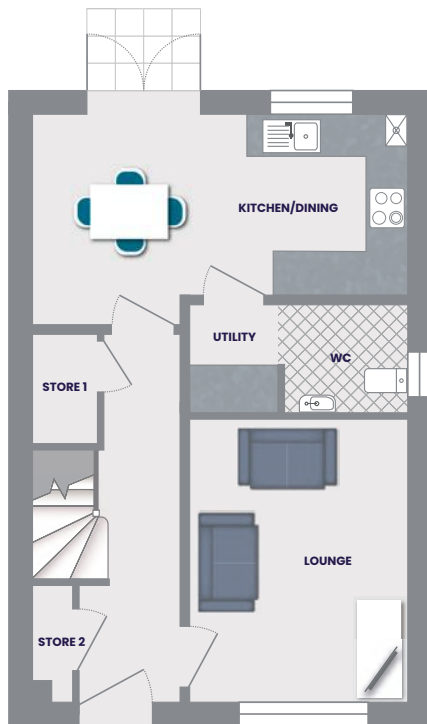 KITCHEN/DINING
UTILITY
WC
STORE 1
LOUNGE
STORE 2